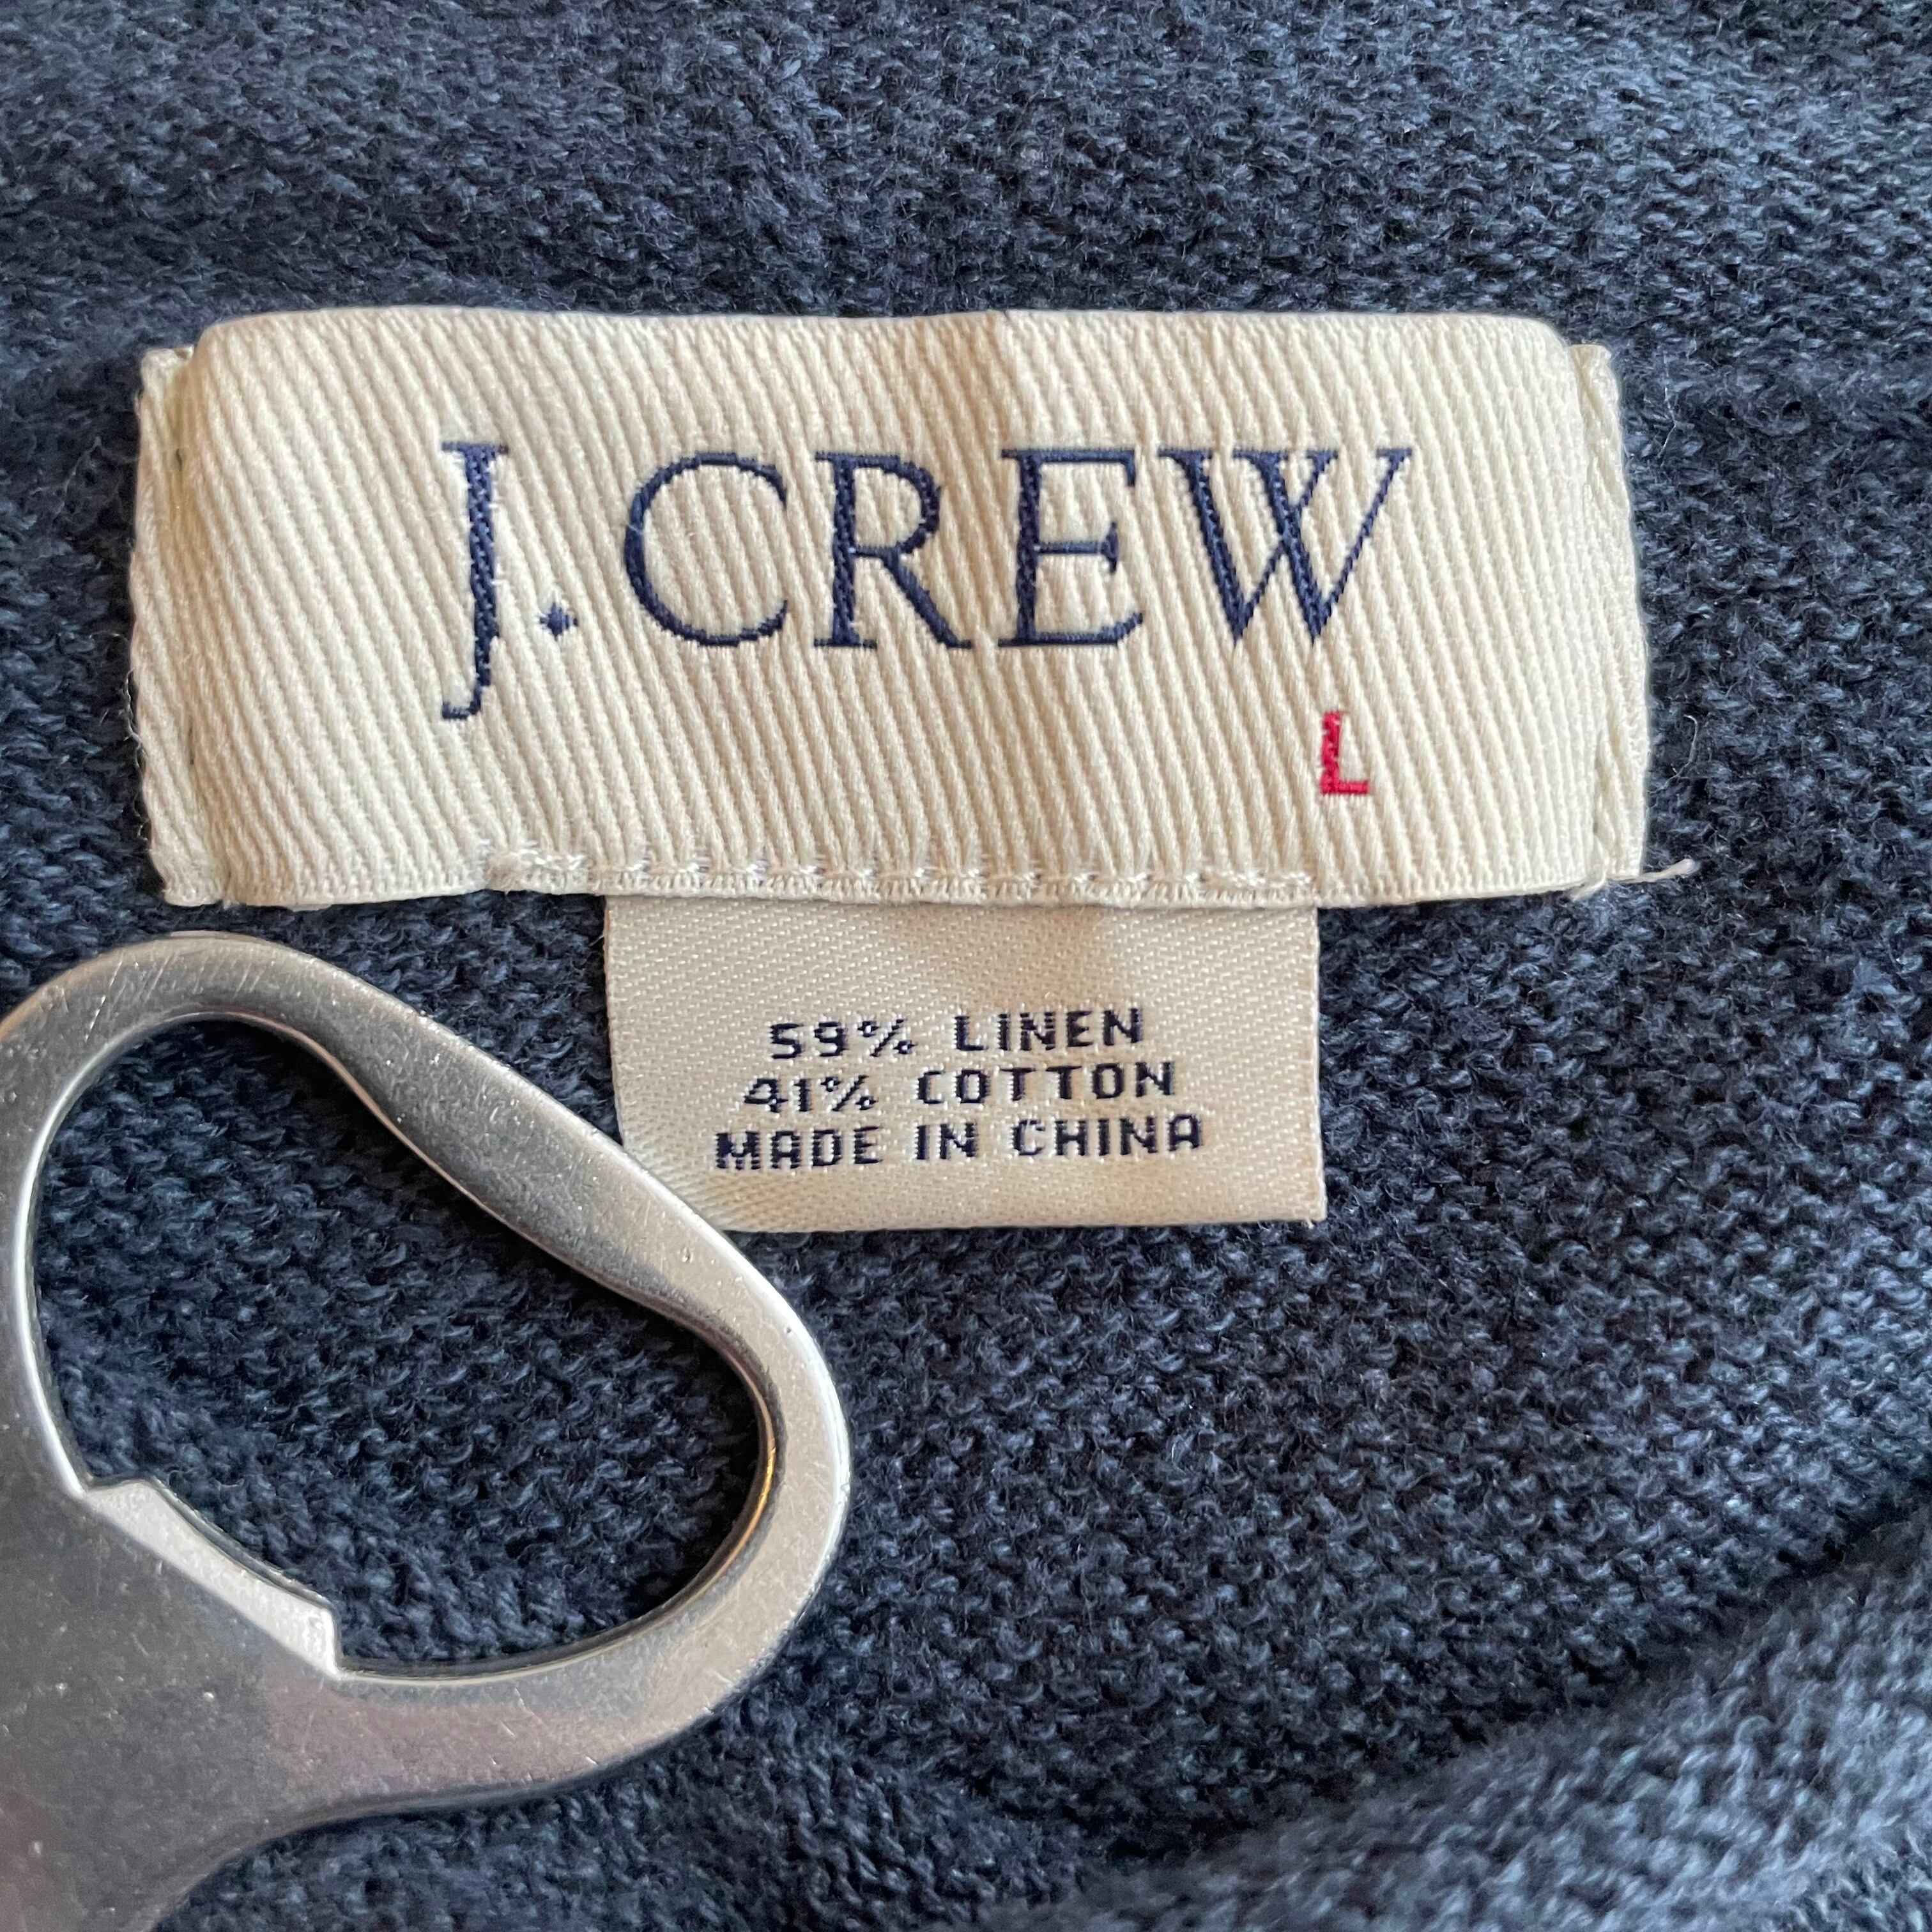 J.CREW
L
59% LINEN
41% COTTON
MADE IN CHINA